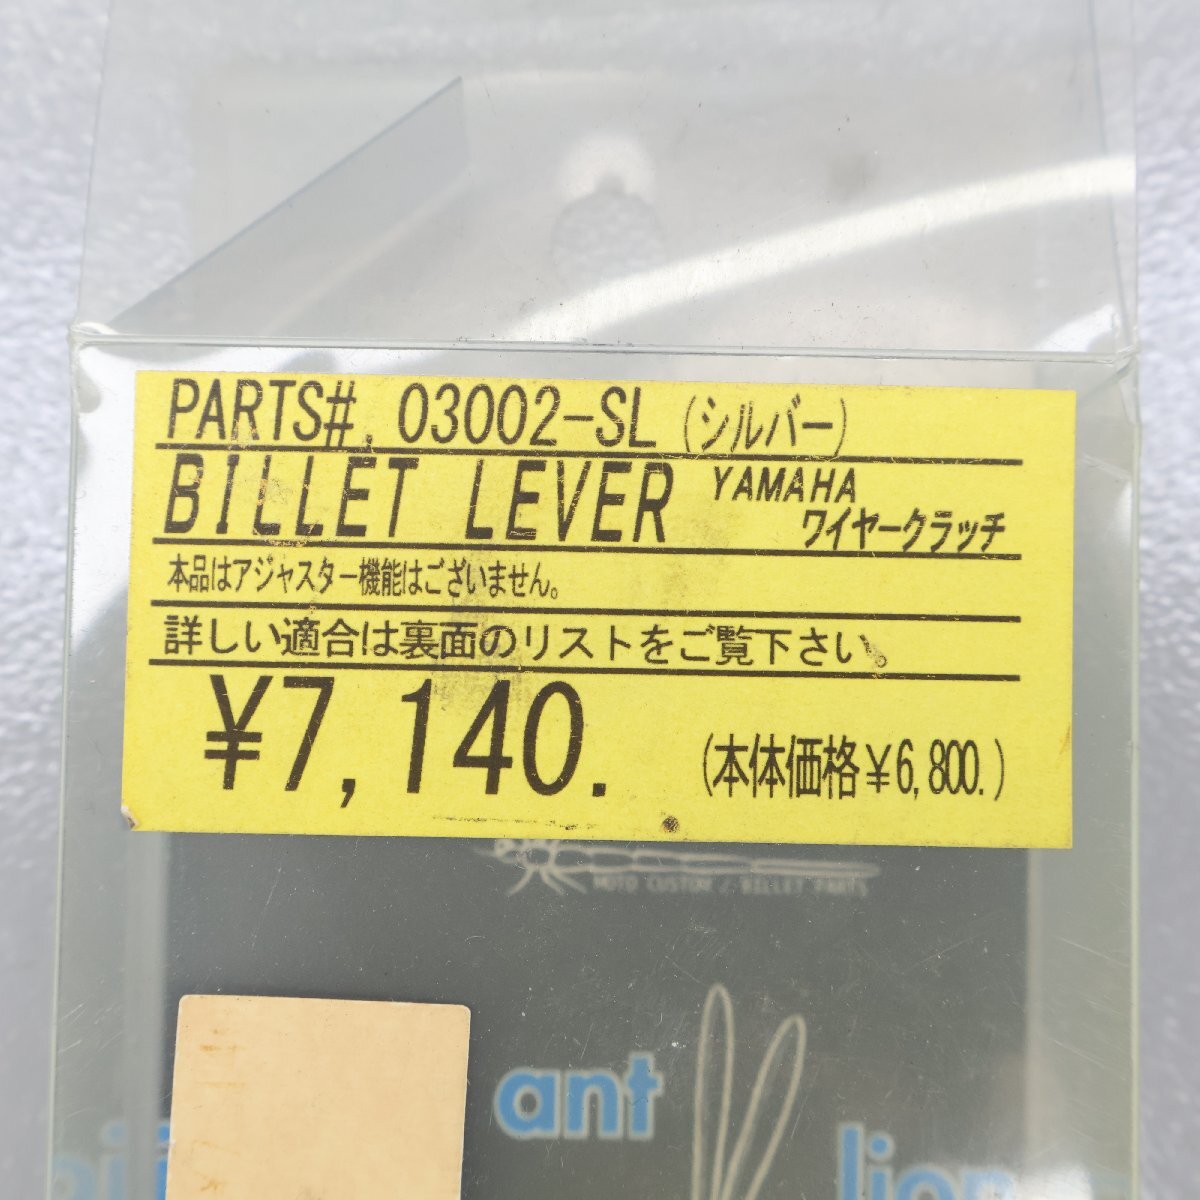 PARTS#. 03002-SL (シルバー)
BILLET LEVER YAMAHA
ワイヤークラッチ
本品はアジャスター機能はございません。
詳しい適合は裏面のリストをご覧下さい。
¥7,140. (本体価格¥6,800.)
MOTO CUSTOM / BILLET PARTS
ant
lion